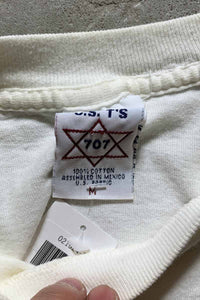 U.S. T'S
707
100% COTTON
ASSEMBLED IN MEXICO
U.S.
M